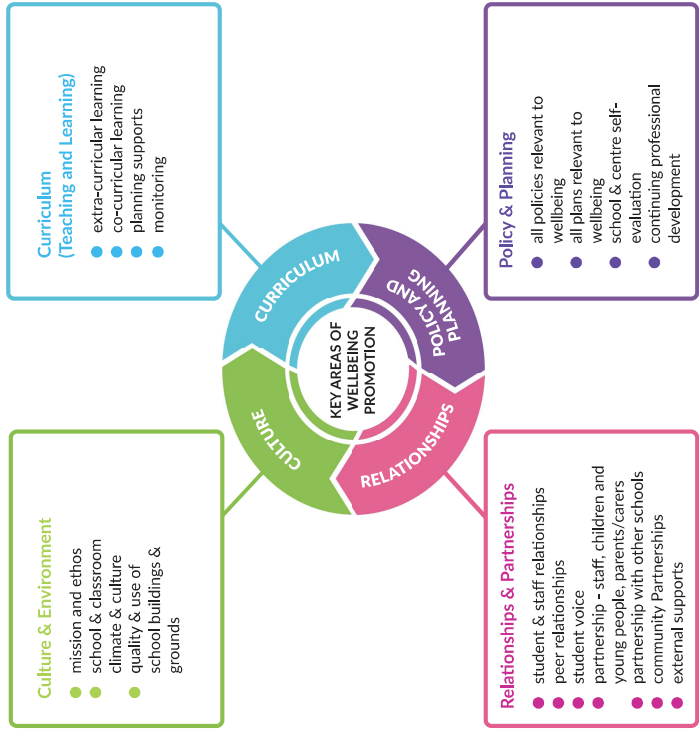 Culture & Environment
mission and ethos
school & classroom
climate & culture
quality & use of
school buildings &
grounds
Curriculum
(Teaching and Learning)
extra-curricular learning
co-curricular learning
planning supports
monitoring
CULTURE
CURRICULUM
KEY AREAS OF
WELLBEING
PROMOTION
RELATIONSHIPS
POLICY AND
PLANNING
Relationships & Partnerships
student & staff relationships
peer relationships
student voice
partnership - staff, children and
young people, parents/carers
partnership with other schools
community Partnerships
external supports
Policy & Planning
all policies relevant to
wellbeing
all plans relevant to
wellbeing
school & centre self-
evaluation
continuing professional
development